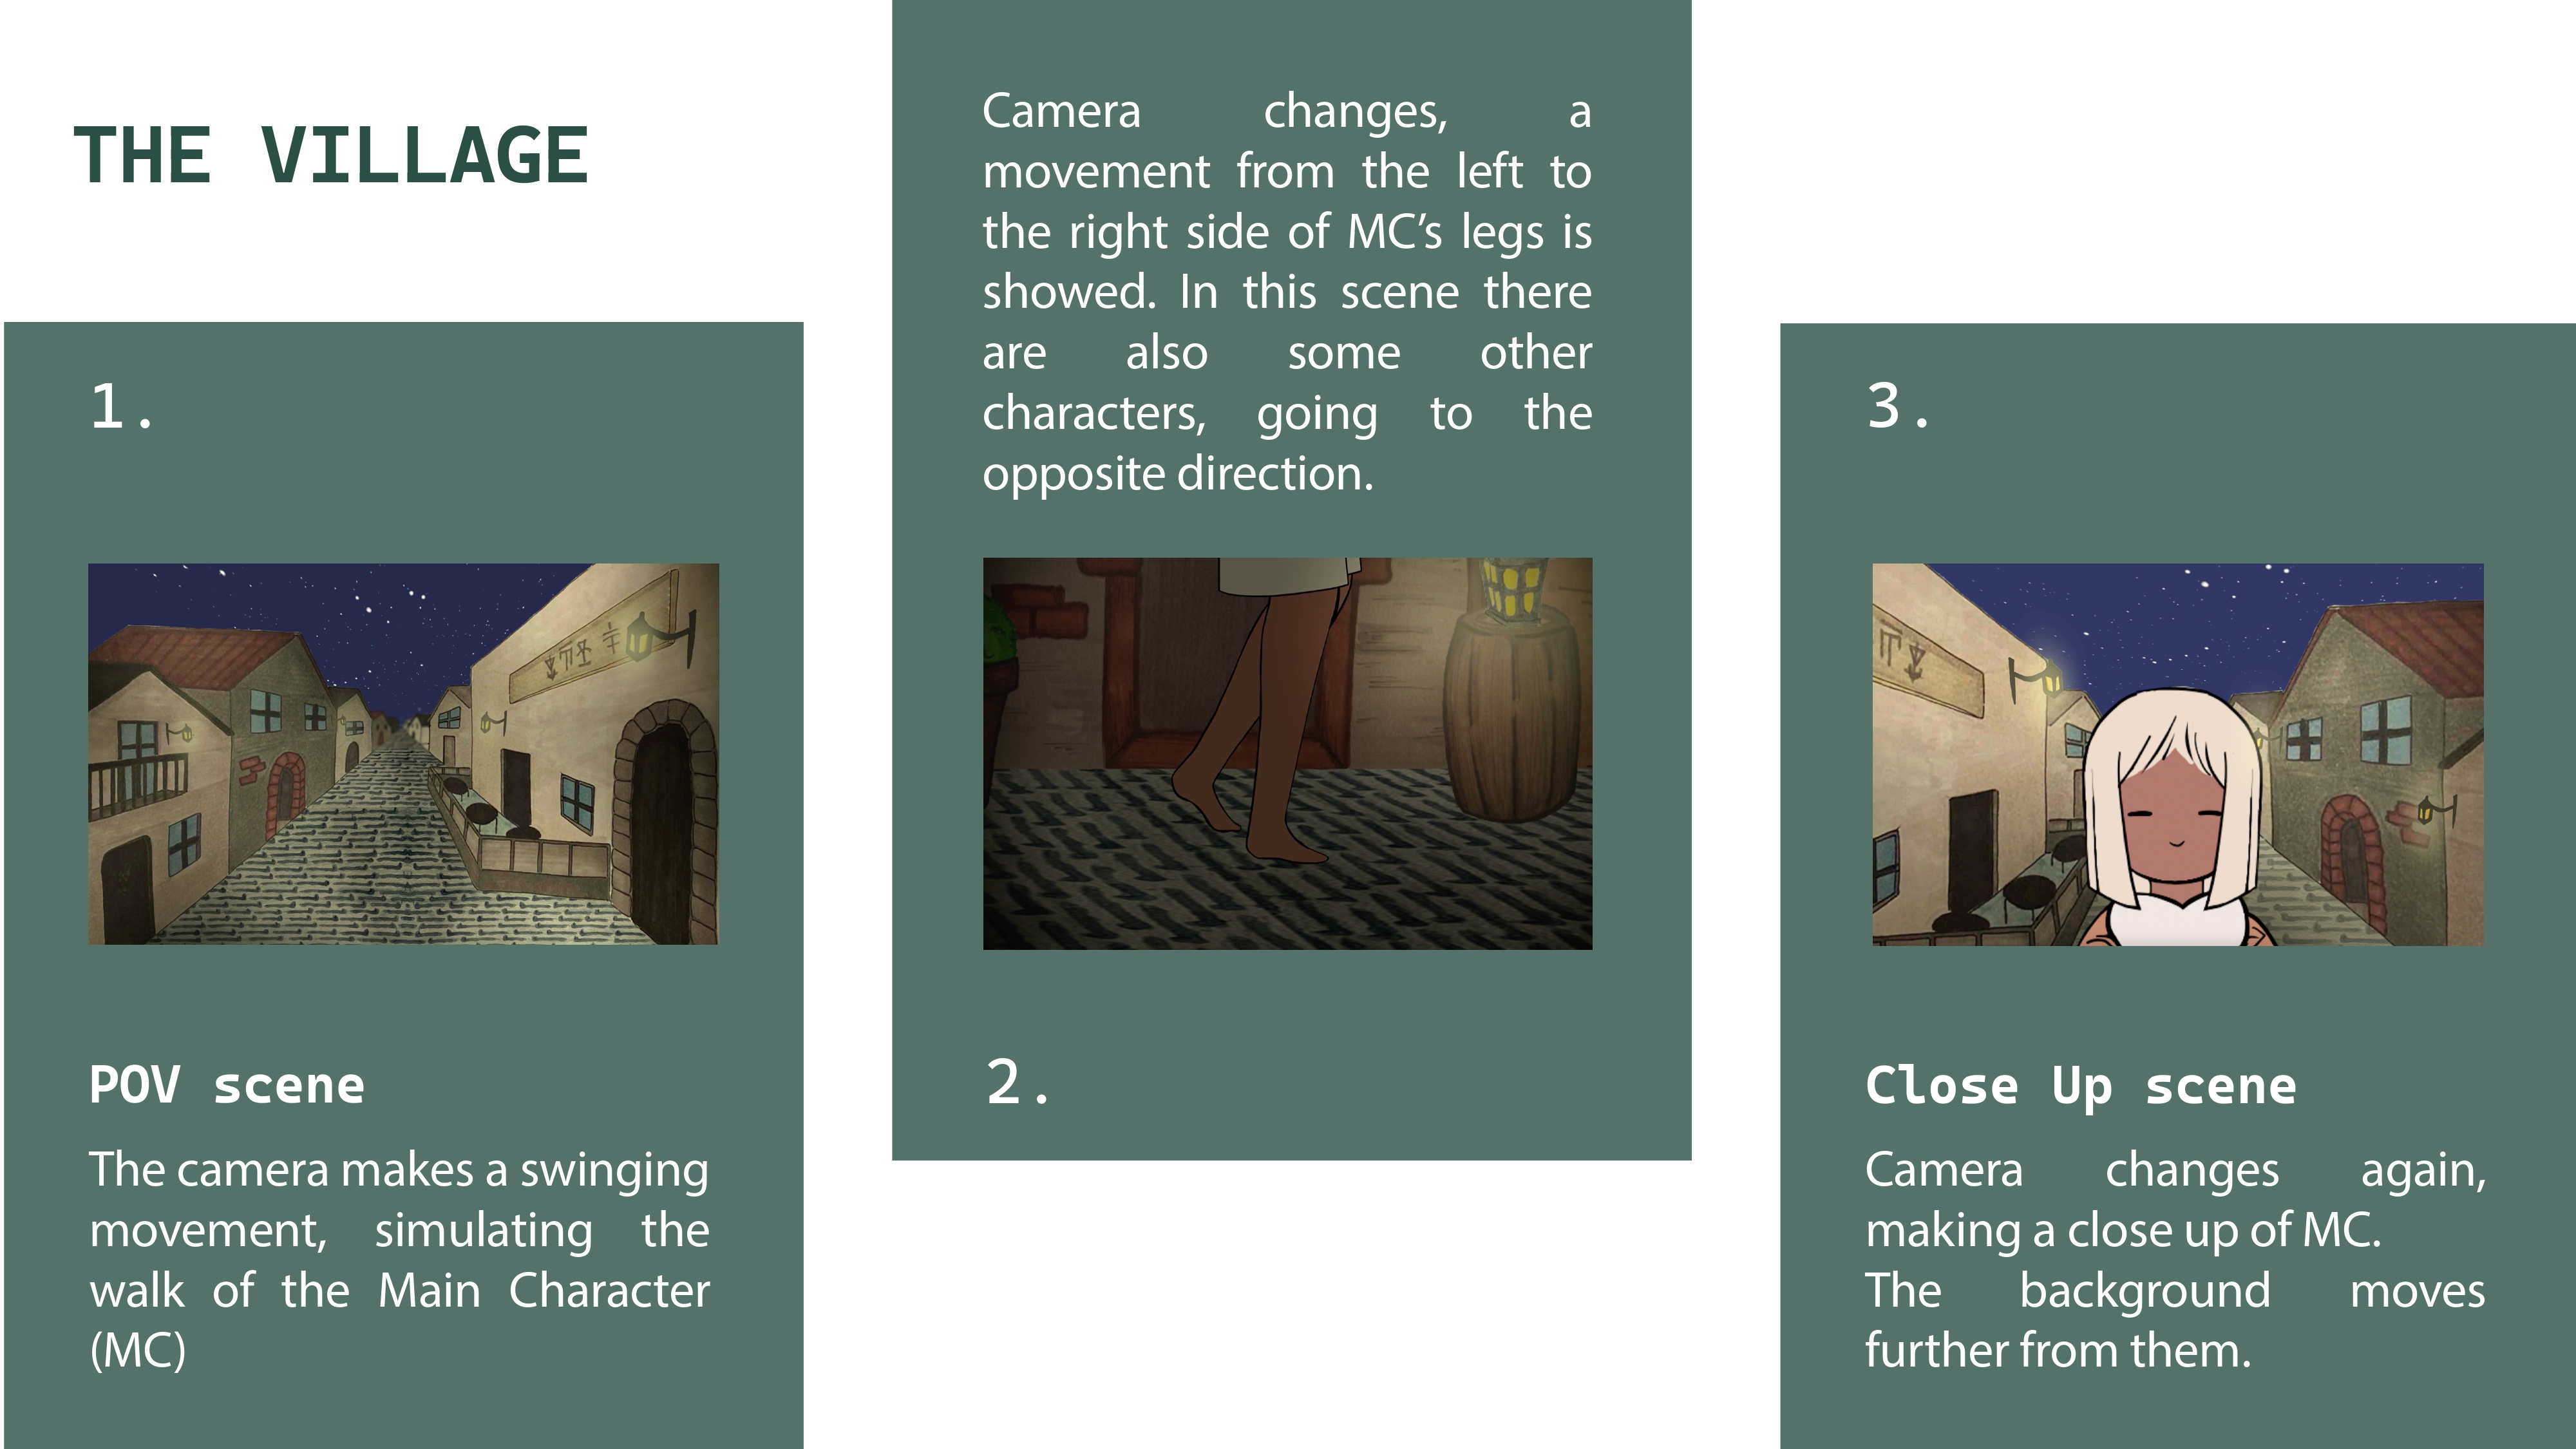 THE VILLAGE
1.
POV scene
The camera makes a swinging
movement, simulating the
walk of the Main Character
(MC)
Camera changes, a
movement from the left to
the right side of MC’s legs is
showed. In this scene there
are also some other
characters, going to the
opposite direction.
2.
3.
Close Up scene
Camera changes again,
making a close up of MC.
The background moves
further from them.